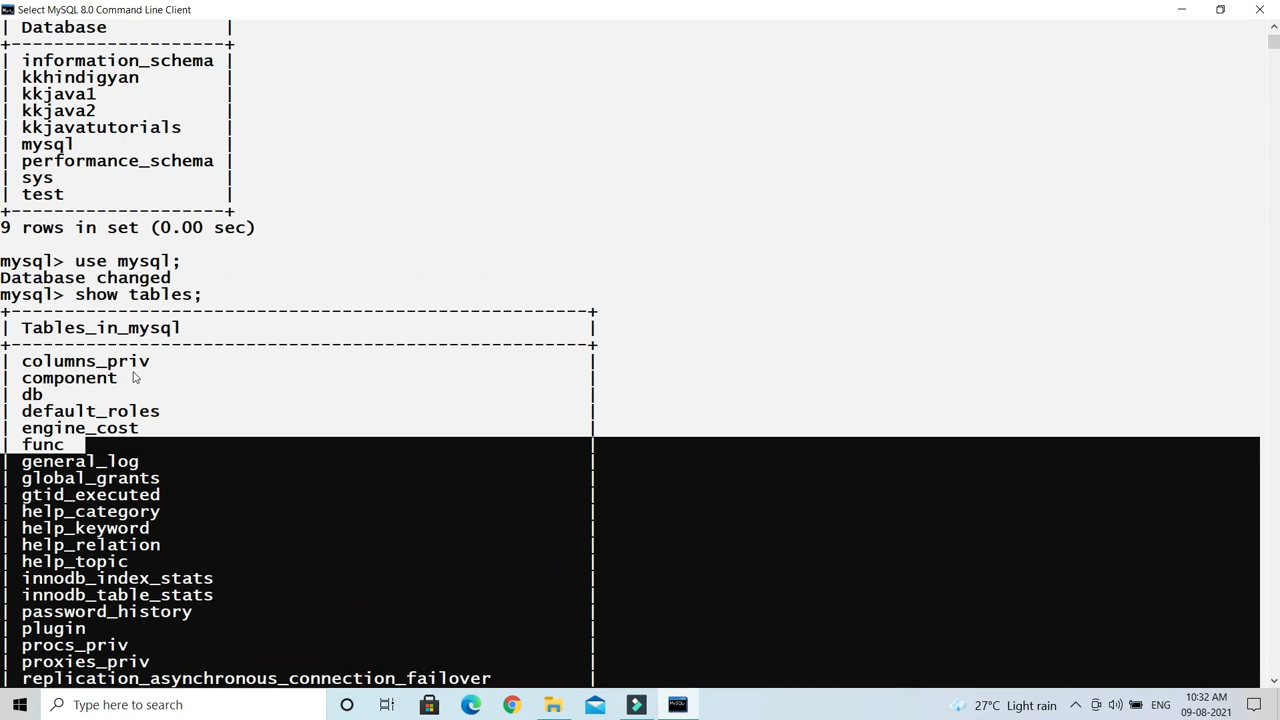 Select MySQL 8.0 Command Line Client
| Database           |
+--------------------+
| information_schema |
| kkhindigyan        |
| kkjava1            |
| kkjava2            |
| kkjavatutorials    |
| mysql              |
| performance_schema |
| sys                |
| test               |
+--------------------+
9 rows in set (0.00 sec)
mysql> use mysql;
Database changed
mysql> show tables;
+------------------------------------------------------+
| Tables_in_mysql                                      |
+------------------------------------------------------+
| columns_priv                                         |
| component                                            |
| db                                                   |
| default_roles                                        |
| engine_cost                                          |
| func                                                 |
| general_log                                          |
| global_grants                                        |
| gtid_executed                                        |
| help_category                                        |
| help_keyword                                         |
| help_relation                                        |
| help_topic                                           |
| innodb_index_stats                                   |
| innodb_table_stats                                   |
| password_history                                     |
| plugin                                               |
| procs_priv                                           |
| proxies_priv                                         |
| replication_asynchronous_connection_failover         |
Type here to search
27°C Light rain
ENG
10:32 AM
09-08-2021